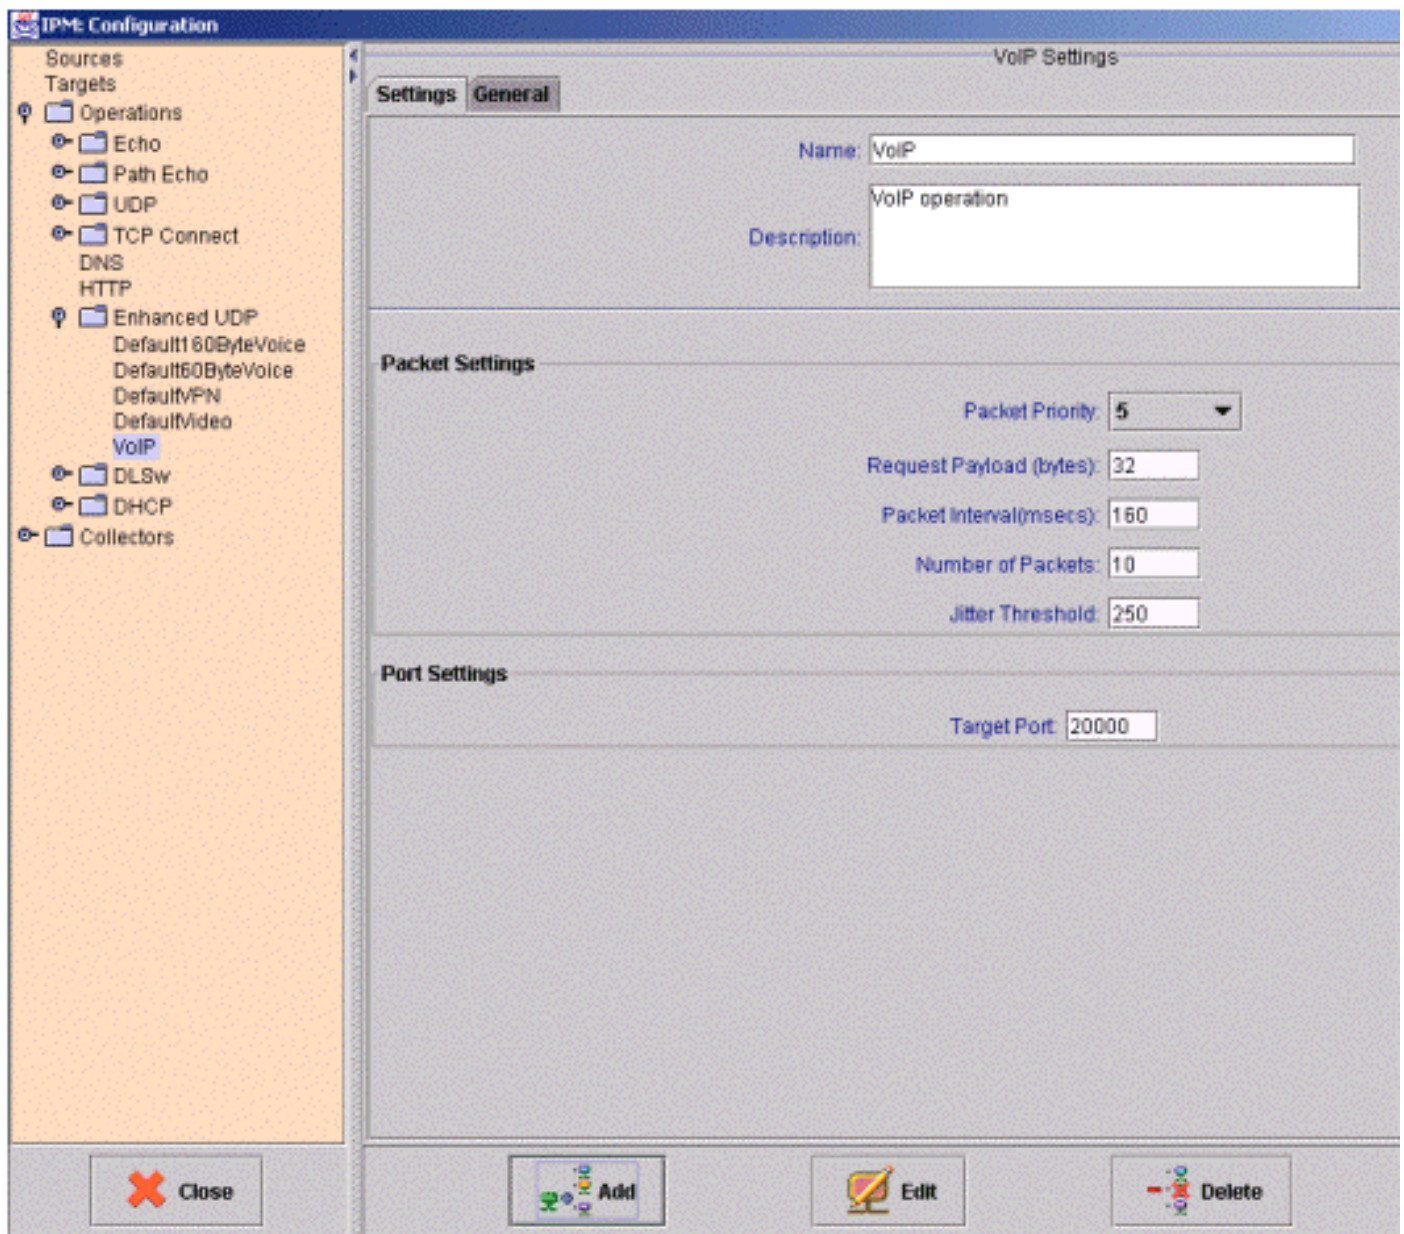 IPM: Configuration
Sources
Targets
Operations
Echo
Path Echo
UDP
TCP Connect
DNS
HTTP
Enhanced UDP
Default160ByteVoice
Default60ByteVoice
DefaultVPN
DefaultVideo
VoIP
DLSw
DHCP
Collectors
Close
VoIP Settings
Settings General
Name: VoIP
Description: VoIP operation
Packet Settings
Packet Priority: 5
Request Payload (bytes): 32
Packet Interval(msecs): 160
Number of Packets: 10
Jitter Threshold: 250
Port Settings
Target Port: 20000
Add Edit Delete